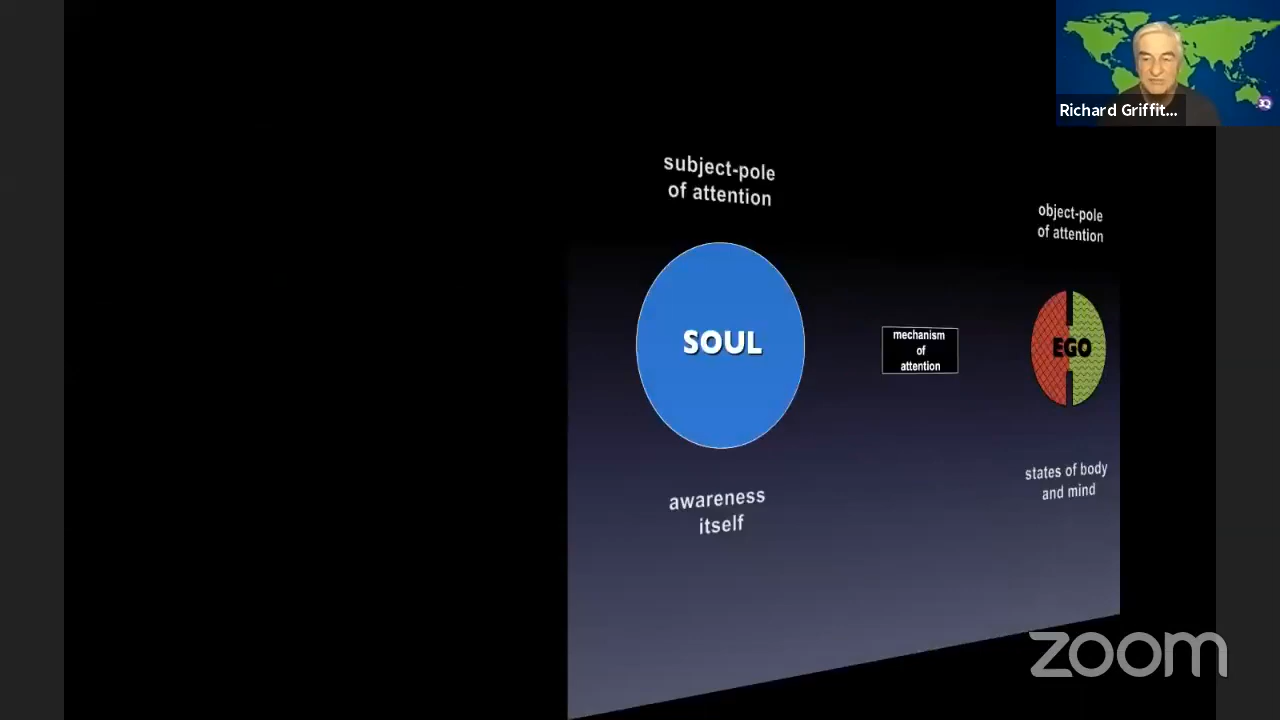 Richard Griffit...
subject-pole
of attention
object-pole
of attention
SOUL
mechanism
of
attention
EGO
awareness
itself
states of body
and mind
zoom